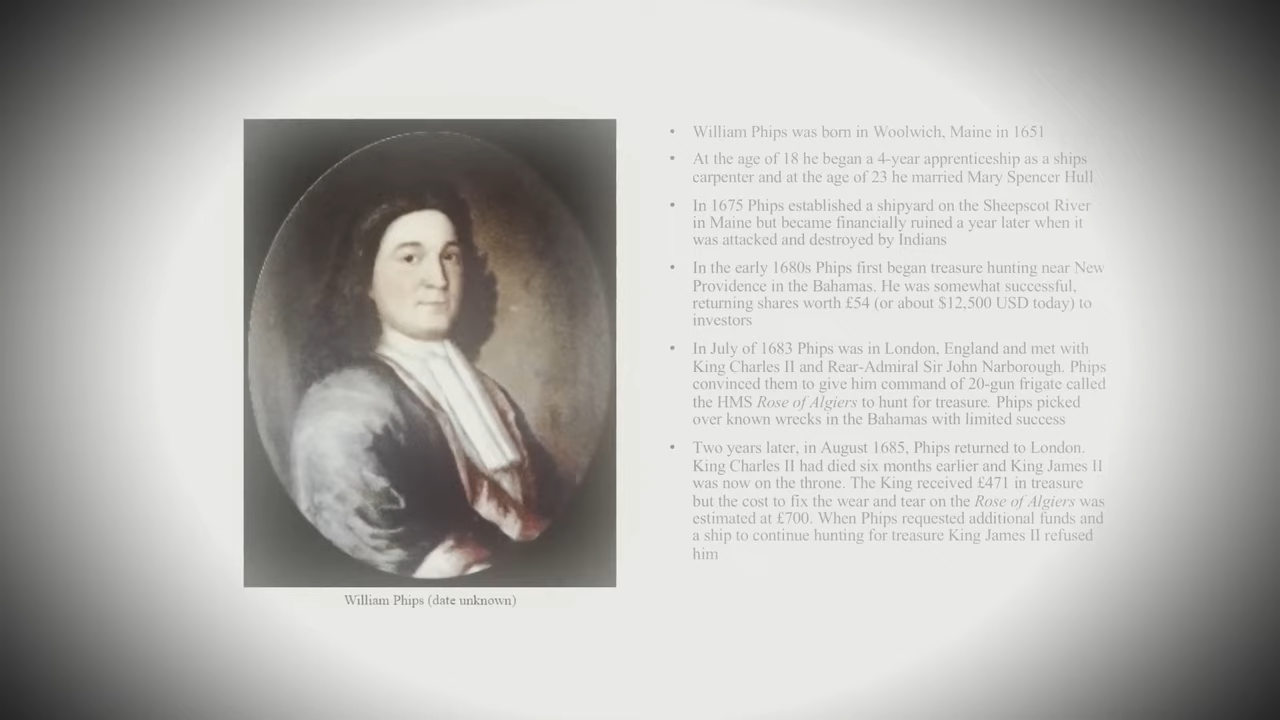 • William Phips was born in Woolwich, Maine in 1651
• At the age of 18 he began a 4-year apprenticeship as a ships
carpenter and at the age of 23 he married Mary Spencer Hull
• In 1675 Phips established a shipyard on the Sheepscot River
in Maine but became financially ruined a year later when it
was attacked and destroyed by Indians
• In the early 1680s Phips first began treasure hunting near New
Providence in the Bahamas. He was somewhat successful,
returning shares worth £54 (or about $12,500 USD today) to
investors
• In July of 1683 Phips was in London, England and met with
King Charles II and Rear-Admiral Sir John Narborough. Phips
convinced them to give him command of 20-gun frigate called
the HMS Rose of Algiers to hunt for treasure. Phips picked
over known wrecks in the Bahamas with limited success
• Two years later, in August 1685, Phips returned to London.
King Charles II had died six months earlier and King James II
was now on the throne. The King received £471 in treasure
but the cost to fix the wear and tear on the Rose of Algiers was
estimated at £700. When Phips requested additional funds and
a ship to continue hunting for treasure King James II refused
him
William Phips (date unknown)